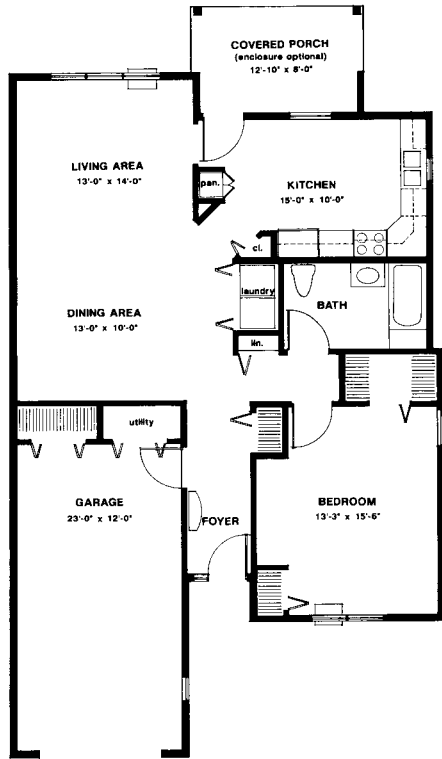 COVERED PORCH
(enclosure optional)
12'-10" x 8'-0"
LIVING AREA
13'-0" x 14'-0"
pan.
KITCHEN
15'-0" x 10'-0"
cl.
laundry
BATH
DINING AREA
13'-0" x 10'-0"
lin.
utility
GARAGE
23'-0" x 12'-0"
FOYER
BEDROOM
13'-3" x 15'-6"